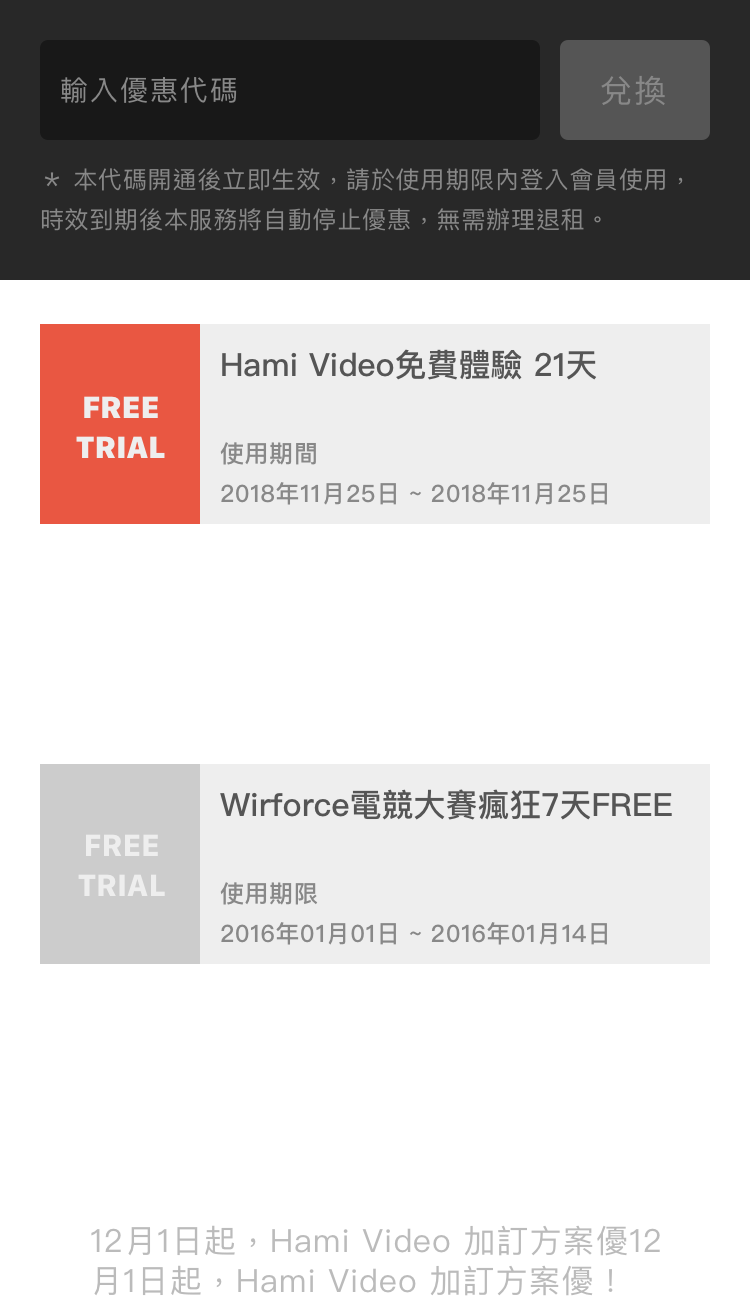 輸入優惠代碼
兌換
＊ 本代碼開通後立即生效，請於使用期限內登入會員使用，
時效到期後本服務將自動停止優惠，無需辦理退租。
FREE
TRIAL
Hami Video免費體驗 21天
使用期間
2018年11月25日 ~ 2018年11月25日
FREE
TRIAL
Wirforce電競大賽瘋狂7天FREE
使用期限
2016年01月01日 ~ 2016年01月14日
12月1日起，Hami Video 加訂方案優12
月1日起，Hami Video 加訂方案優！